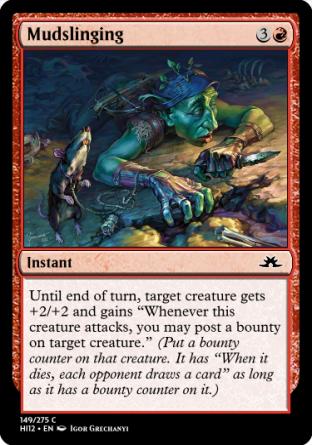 Mudslinging 3
Instant
Until end of turn, target creature gets
+2/+2 and gains “Whenever this
creature attacks, you may post a bounty
on target creature.” (Put a bounty
counter on that creature. It has “When it
dies, each opponent draws a card” as long
as it has a bounty counter on it.)
149/275 C
HI12 • EN Igor Grechanyi